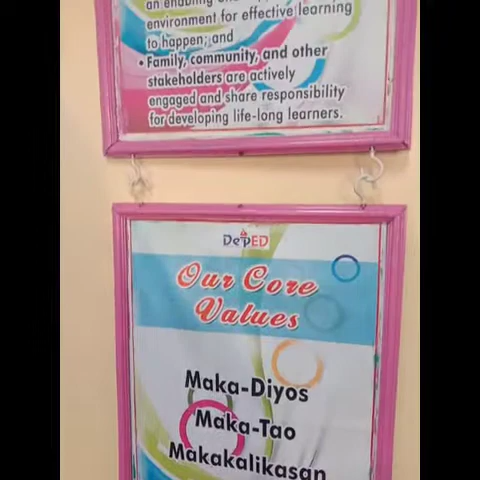 environment for effective learning
to happen; and
• Family, community, and other
stakeholders are actively
engaged and share responsibility
for developing life-long learners.
DepED
Our Core
Values
Maka-Diyos
Maka-Tao
Makakalikasan